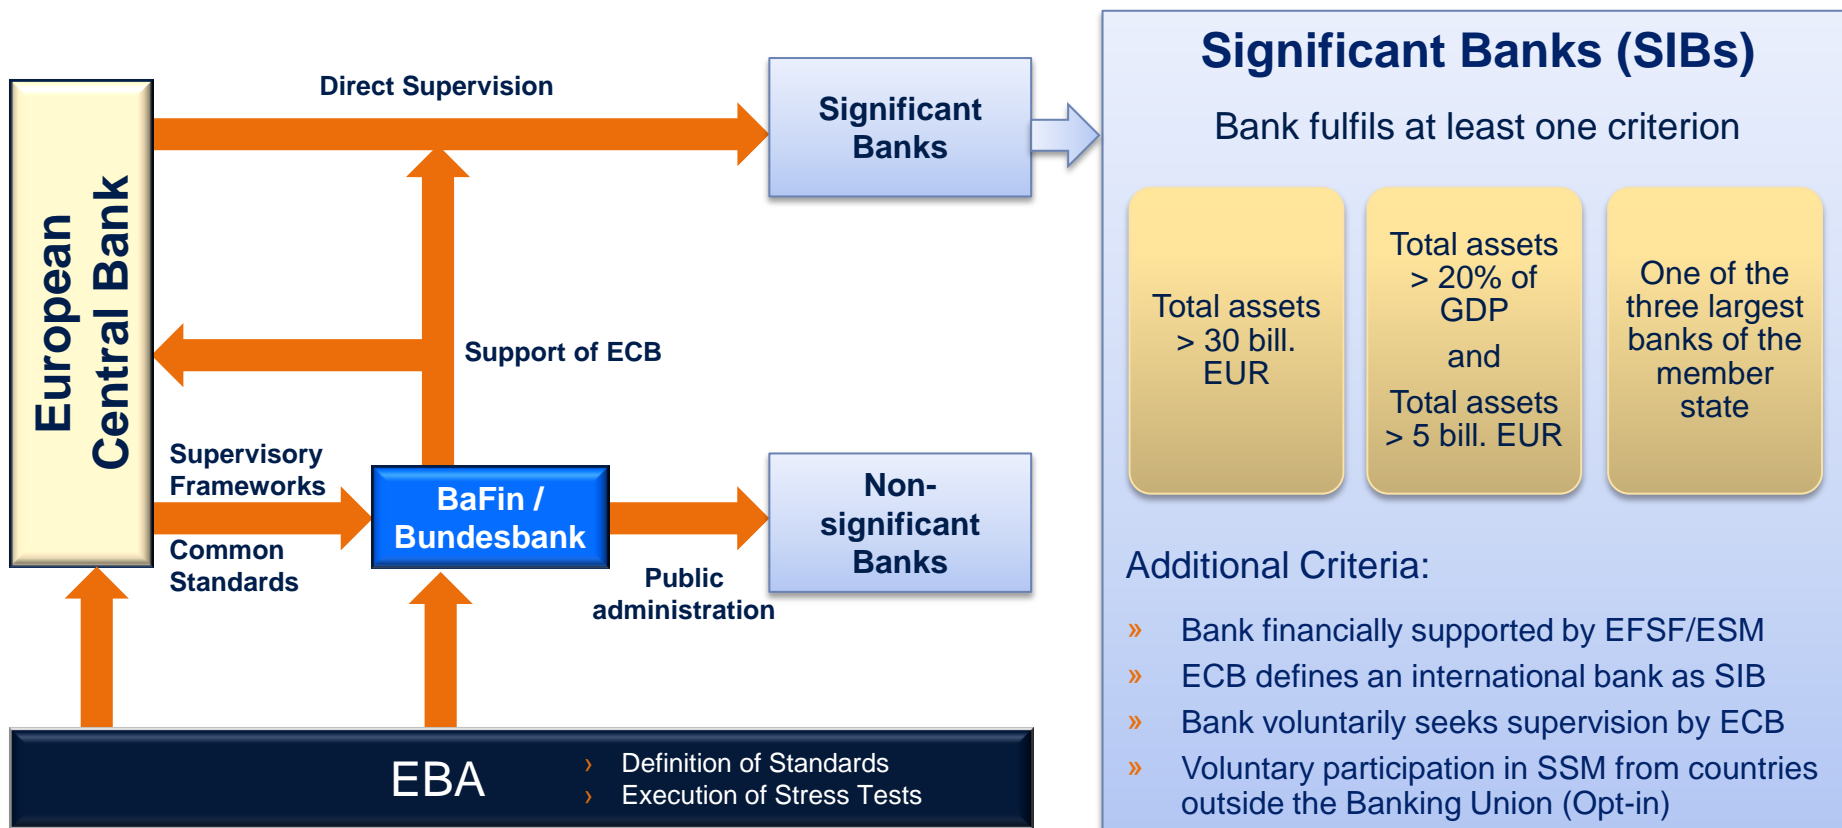 European
Central Bank
Direct Supervision
Significant
Banks
Support of ECB
Supervisory
Frameworks
Common
Standards
BaFin /
Bundesbank
Public
administration
Non-
significant
Banks
EBA
› Definition of Standards
› Execution of Stress Tests
Significant Banks (SIBs)
Bank fulfils at least one criterion
Total assets
> 30 bill.
EUR
Total assets
> 20% of
GDP
and
Total assets
> 5 bill. EUR
One of the
three largest
banks of the
member
state
Additional Criteria:
» Bank financially supported by EFSF/ESM
» ECB defines an international bank as SIB
» Bank voluntarily seeks supervision by ECB
» Voluntary participation in SSM from countries
outside the Banking Union (Opt-in)